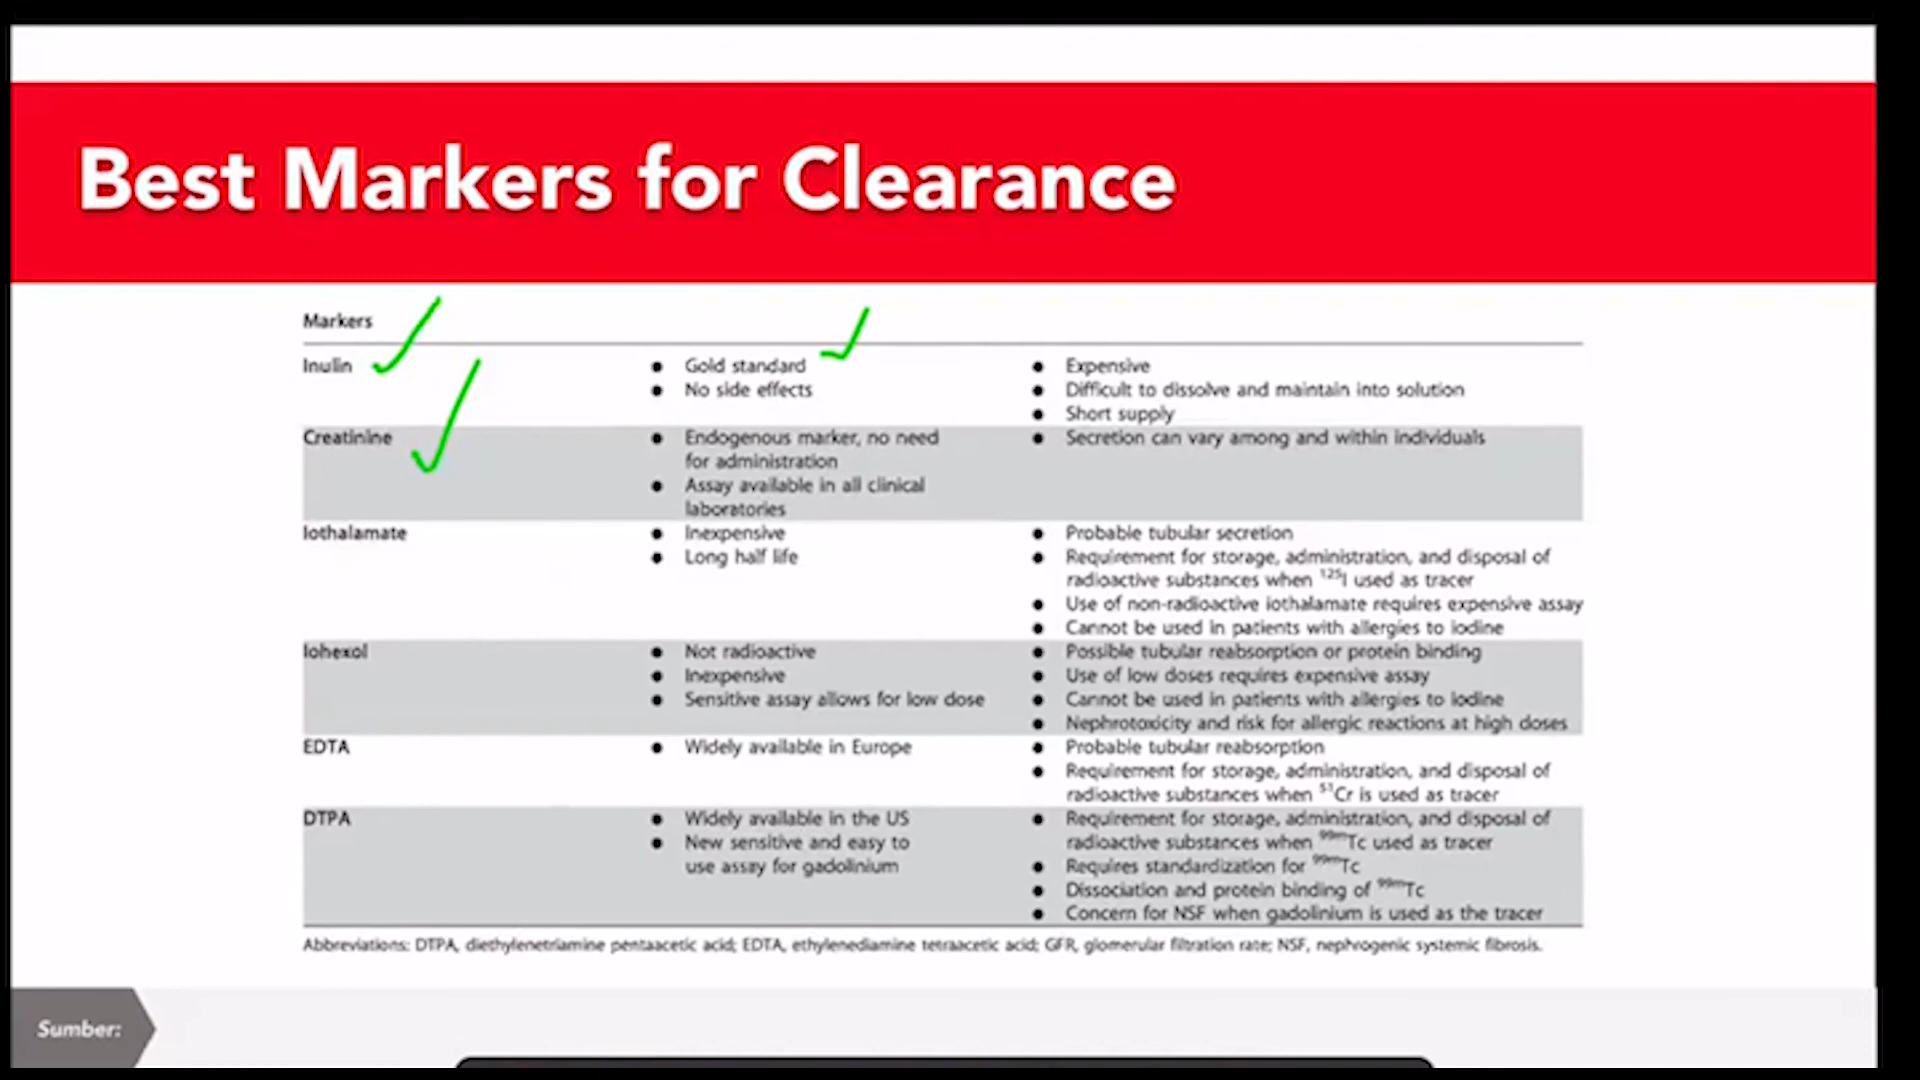 Best Markers for Clearance
Markers
Inulin
● Gold standard
● No side effects
● Expensive
● Difficult to dissolve and maintain into solution
● Short supply
Creatinine
● Endogenous marker, no need
for administration
● Assay available in all clinical
laboratories
● Secretion can vary among and within individuals
Iothalamate
● Inexpensive
● Long half life
● Probable tubular secretion
● Requirement for storage, administration, and disposal of
radioactive substances when ¹²⁵I used as tracer
● Use of non-radioactive iothalamate requires expensive assay
● Cannot be used in patients with allergies to iodine
Iohexol
● Not radioactive
● Inexpensive
● Sensitive assay allows for low dose
● Possible tubular reabsorption or protein binding
● Use of low doses requires expensive assay
● Cannot be used in patients with allergies to iodine
● Nephrotoxicity and risk for allergic reactions at high doses
EDTA
● Widely available in Europe
● Probable tubular reabsorption
● Requirement for storage, administration, and disposal of
radioactive substances when ⁵¹Cr is used as tracer
DTPA
● Widely available in the US
● New sensitive and easy to
use assay for gadolinium
● Requirement for storage, administration, and disposal of
radioactive substances when ⁹⁹ᵐTc used as tracer
● Requires standardization for ⁹⁹ᵐTc
● Dissociation and protein binding of ⁹⁹ᵐTc
● Concern for NSF when gadolinium is used as the tracer
Abbreviations: DTPA, diethylenetriamine pentaacetic acid; EDTA, ethylenediamine tetraacetic acid; GFR, glomerular filtration rate; NSF, nephrogenic systemic fibrosis.
Sumber: